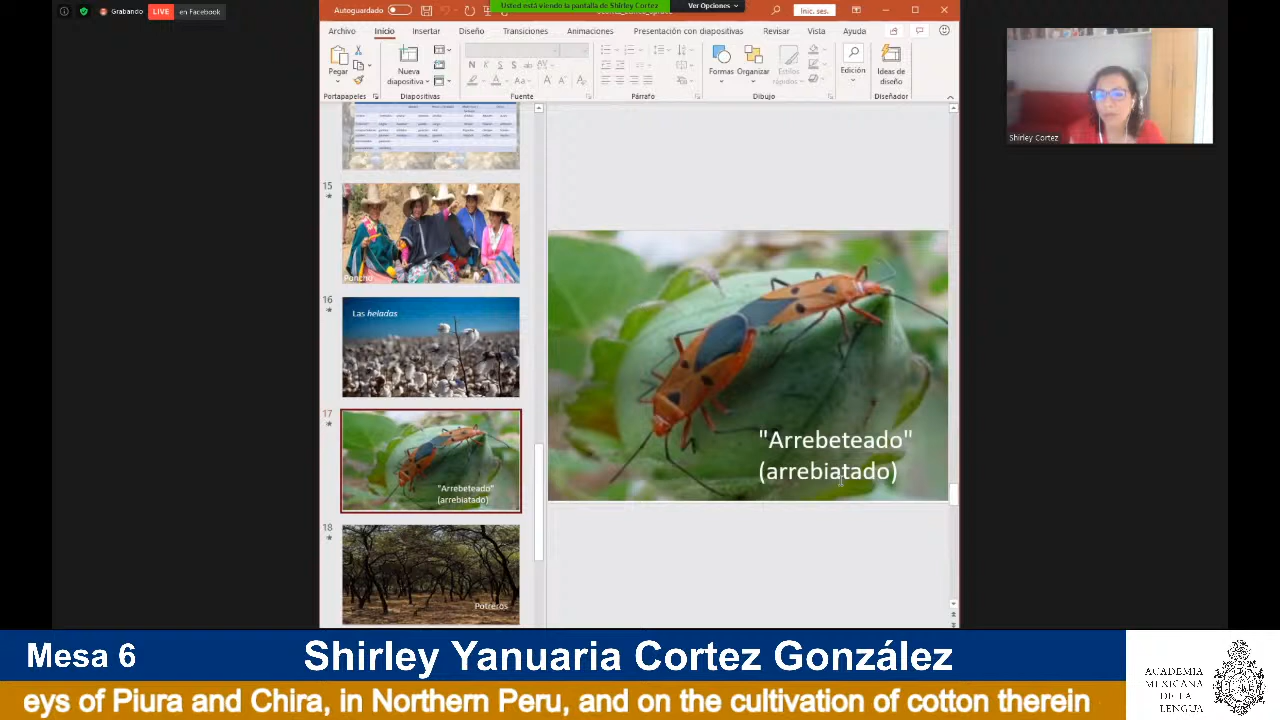 Grabando
LIVE
en Facebook
Autoguardado
Usted está viendo la pantalla de Shirley Cortez
Ver Opciones
Inic. ses.
Archivo
Inicio
Insertar
Diseño
Transiciones
Animaciones
Presentación con diapositivas
Revisar
Vista
Ayuda
Pegar
Nueva
diapositiva
N
K
S
S
ab
AV
Aa
A
Formas
Organizar
Estilos
rápidos
Edición
Ideas de
diseño
Portapapeles
Diapositivas
Fuente
Párrafo
Dibujo
Diseñador
Shirley Cortez
15
Poncho
16
Las heladas
17
"Arrebeteado"
(arrebiatado)
18
Potreros
"Arrebeteado"
(arrebiatado)
Mesa 6
Shirley Yanuaria Cortez González
eys of Piura and Chira, in Northern Peru, and on the cultivation of cotton therein
ACADEMIA
MEXICANA
DE LA
LENGUA